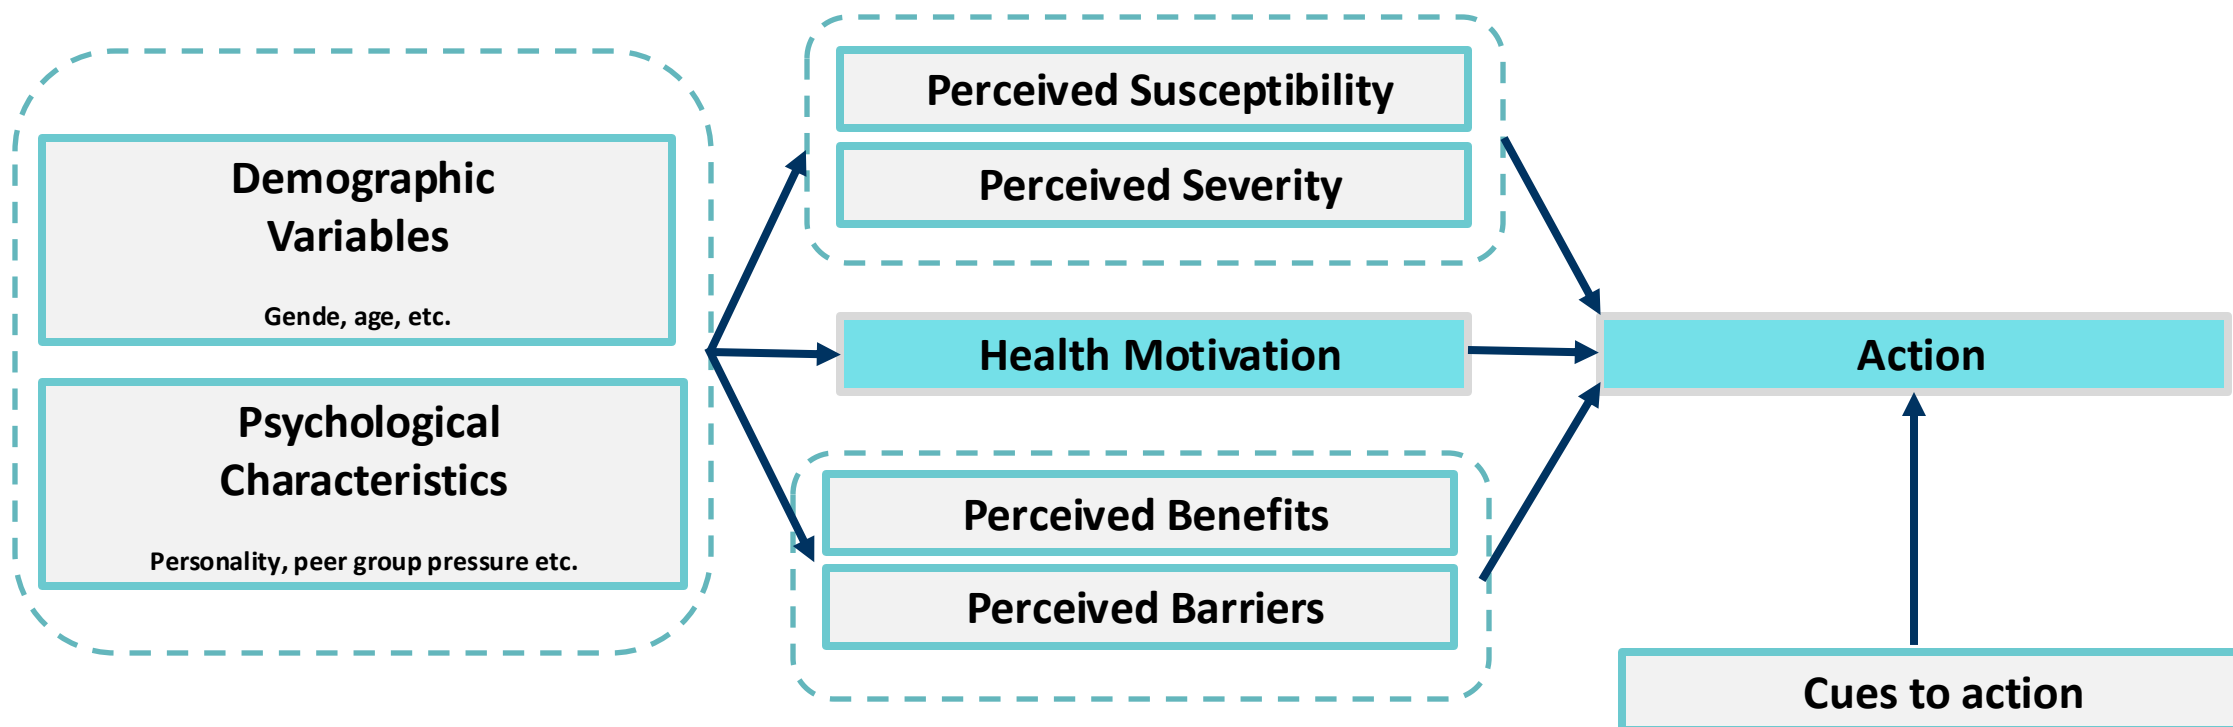 Demographic
Variables
Gende, age, etc.
Psychological
Characteristics
Personality, peer group pressure etc.
Perceived Susceptibility
Perceived Severity
Health Motivation
Perceived Benefits
Perceived Barriers
Action
Cues to action